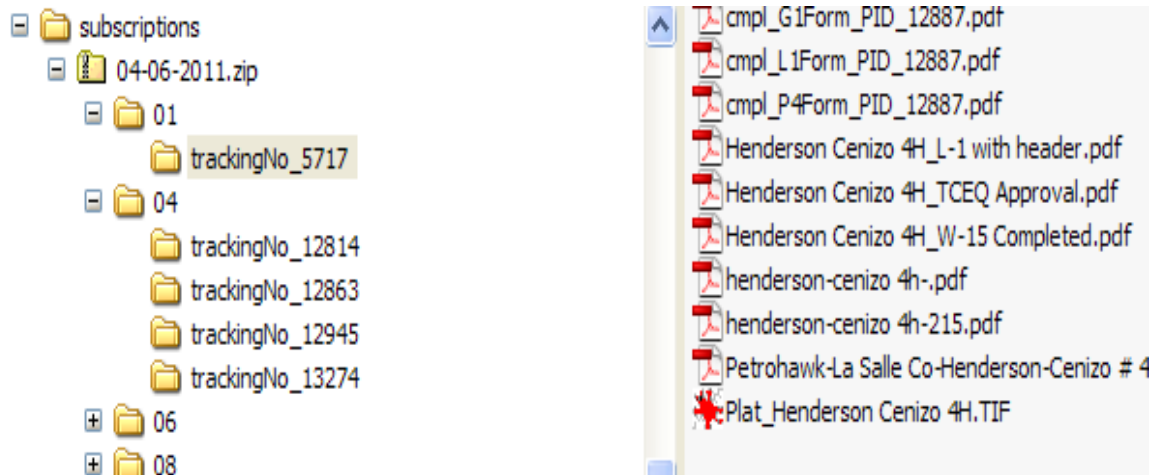 subscriptions
04-06-2011.zip
01
trackingNo_5717
04
trackingNo_12814
trackingNo_12863
trackingNo_12945
trackingNo_13274
06
08
cmpl_G1Form_PID_12887.pdf
cmpl_L1Form_PID_12887.pdf
cmpl_P4Form_PID_12887.pdf
Henderson Cenizo 4H_L-1 with header.pdf
Henderson Cenizo 4H_TCEQ Approval.pdf
Henderson Cenizo 4H_W-15 Completed.pdf
henderson-cenizo 4h-.pdf
henderson-cenizo 4h-215.pdf
Petrohawk-La Salle Co-Henderson-Cenizo # 4
Plat_Henderson Cenizo 4H.TIF